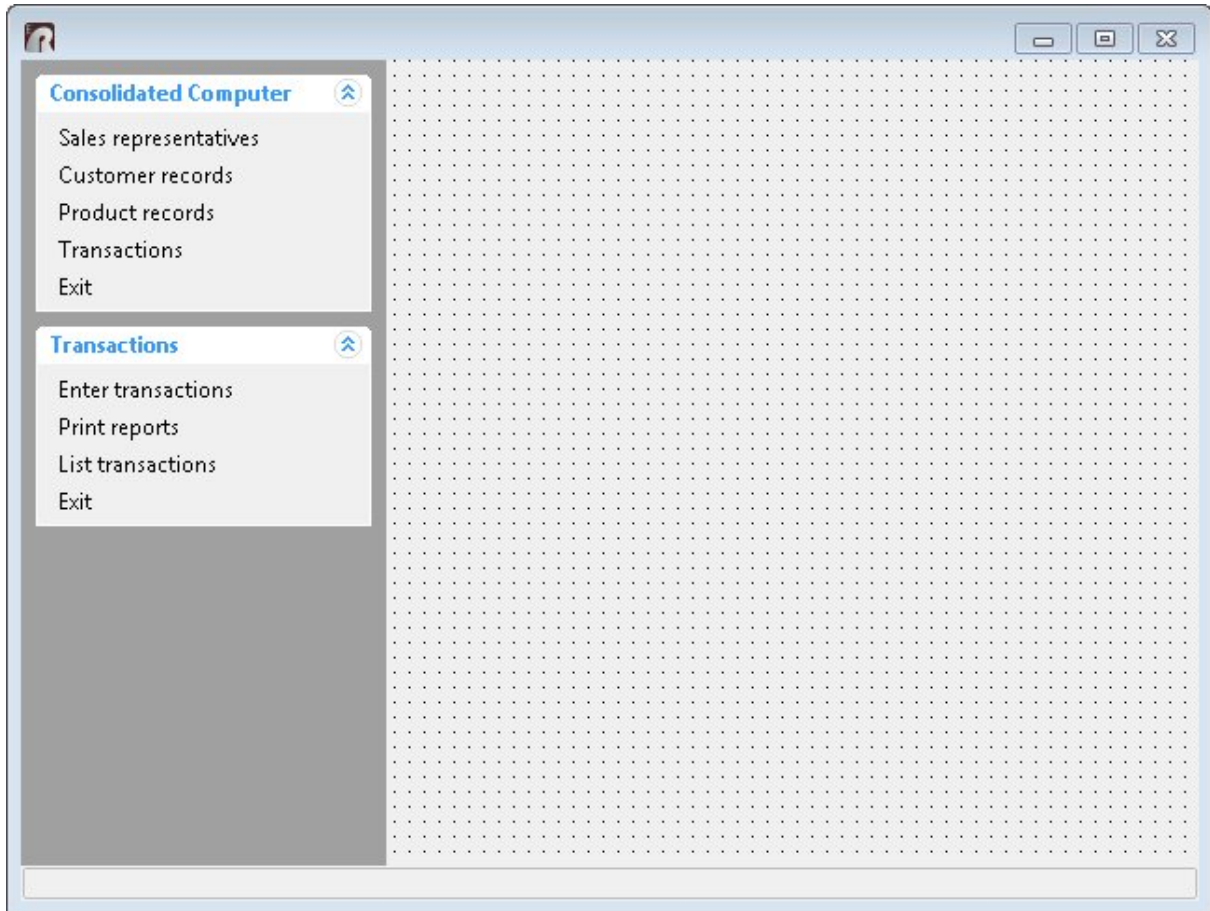 Consolidated Computer
Sales representatives
Customer records
Product records
Transactions
Exit
Transactions
Enter transactions
Print reports
List transactions
Exit